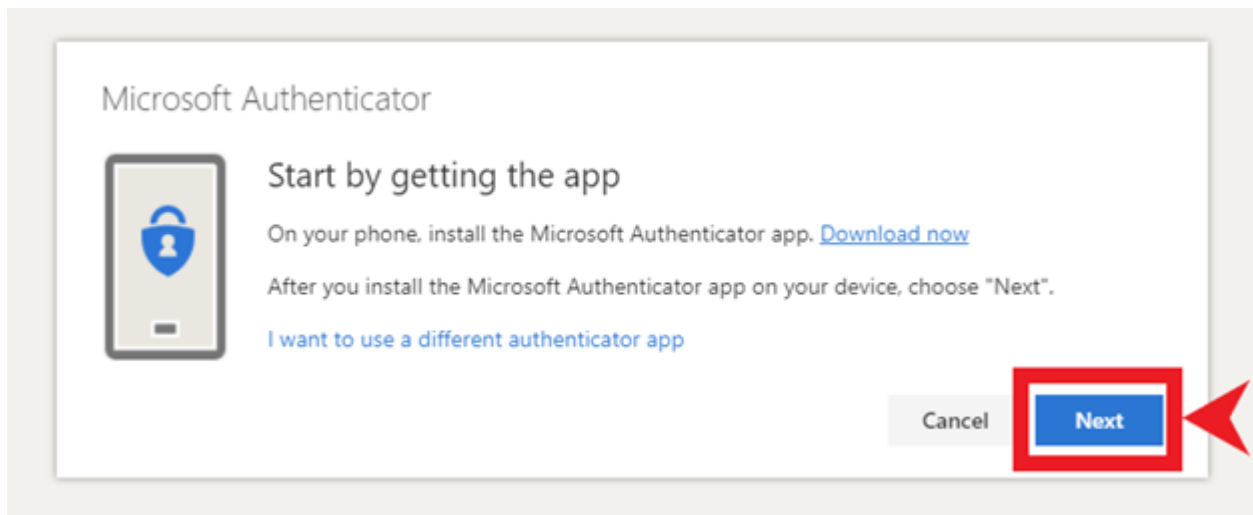 Microsoft Authenticator
Start by getting the app
On your phone, install the Microsoft Authenticator app. Download now
After you install the Microsoft Authenticator app on your device, choose "Next".
I want to use a different authenticator app
Cancel
Next